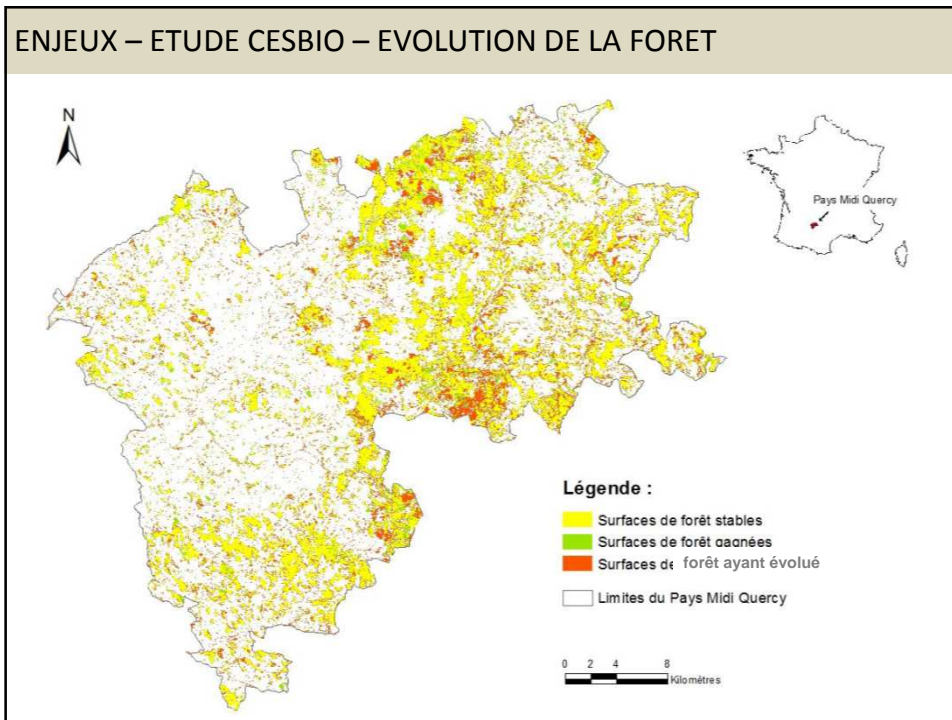 ENJEUX – ETUDE CESBIO – EVOLUTION DE LA FORET
N
Pays Midi Quercy
Légende :
Surfaces de forêt stables
Surfaces de forêt gagnées
Surfaces de forêt ayant évolué
Limites du Pays Midi Quercy
0 2 4 8
Kilomètres